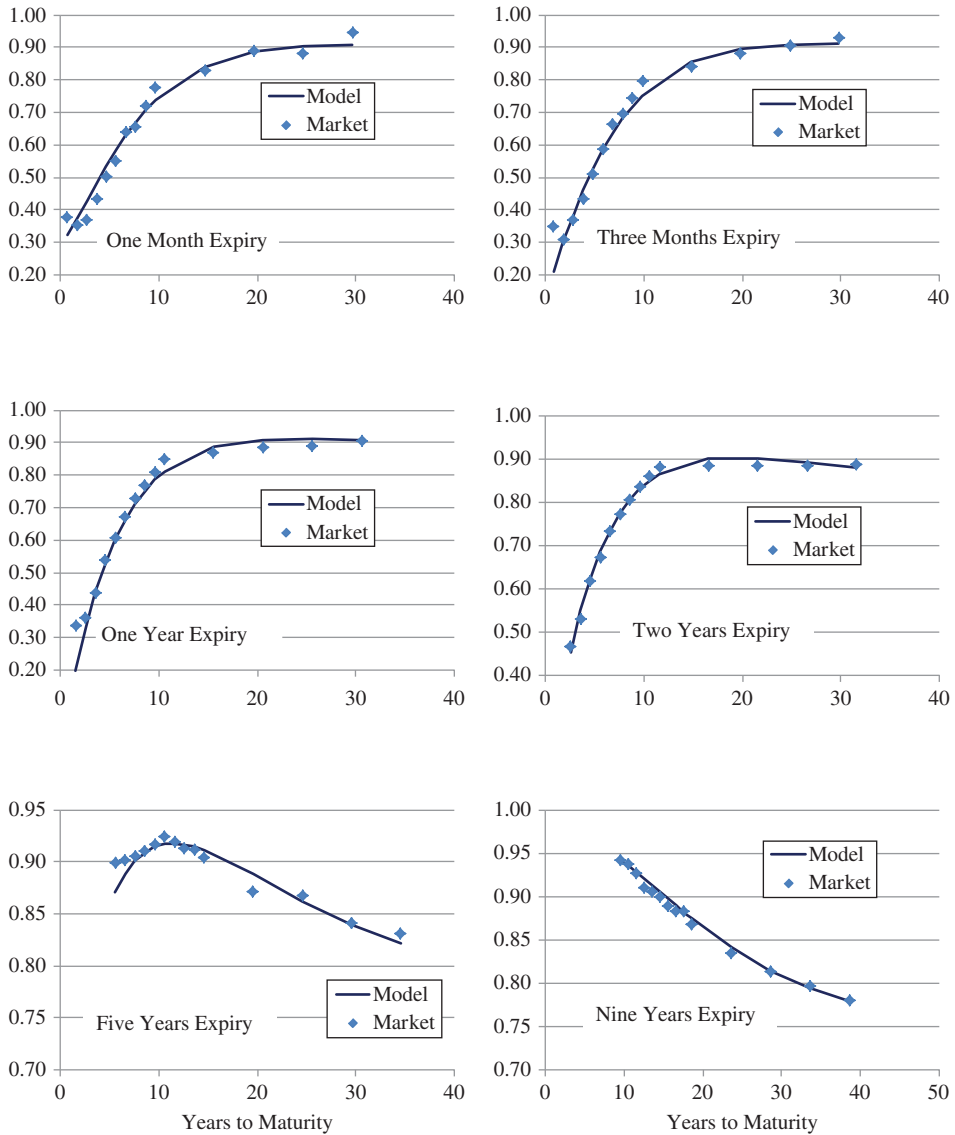 1.00
0.90
0.80
0.70
0.60
0.50
0.40
0.30
0.20
0 10 20 30 40
Model
Market
One Month Expiry
1.00
0.90
0.80
0.70
0.60
0.50
0.40
0.30
0.20
0 10 20 30 40
Model
Market
Three Months Expiry
1.00
0.90
0.80
0.70
0.60
0.50
0.40
0.30
0.20
0 10 20 30 40
Model
Market
One Year Expiry
1.00
0.90
0.80
0.70
0.60
0.50
0.40
0 10 20 30 40
Model
Market
Two Years Expiry
0.95
0.90
0.85
0.80
0.75
0.70
0 10 20 30 40
Model
Market
Five Years Expiry
Years to Maturity
1.00
0.95
0.90
0.85
0.80
0.75
0.70
0 10 20 30 40 50
Model
Market
Nine Years Expiry
Years to Maturity